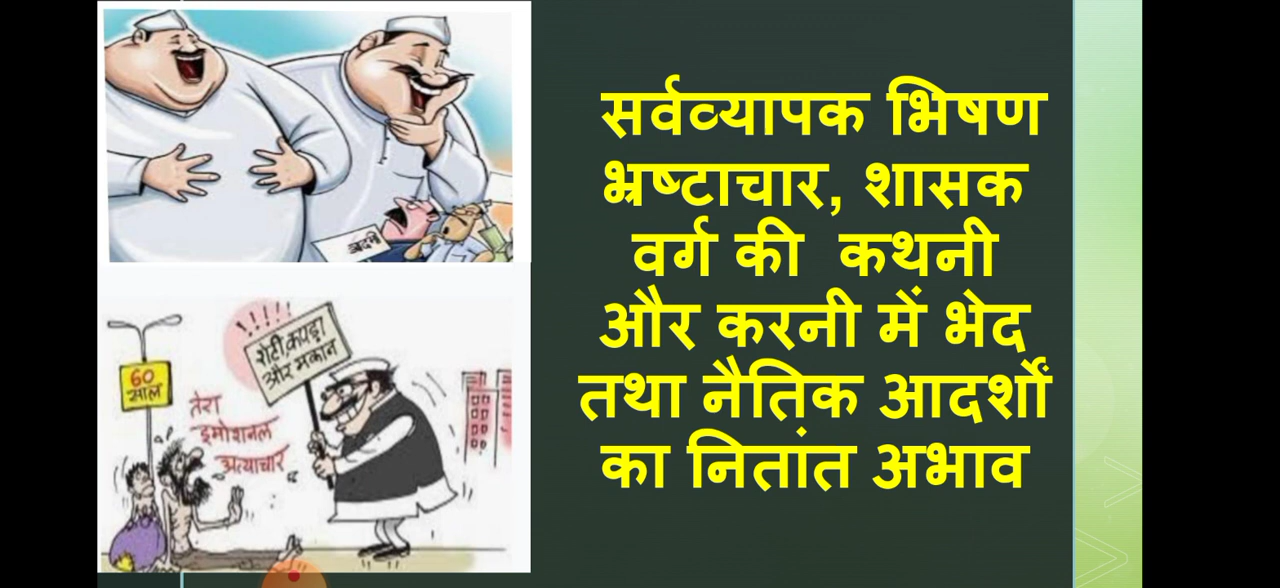 सर्वव्यापक भिषण
भ्रष्टाचार, शासक
वर्ग की कथनी
और करनी में भेद
तथा नैतिक आदर्शों
का नितांत अभाव
रोटी, कपड़ा
और मकान
60
साल
तेरा
इमोशनल
अत्याचार